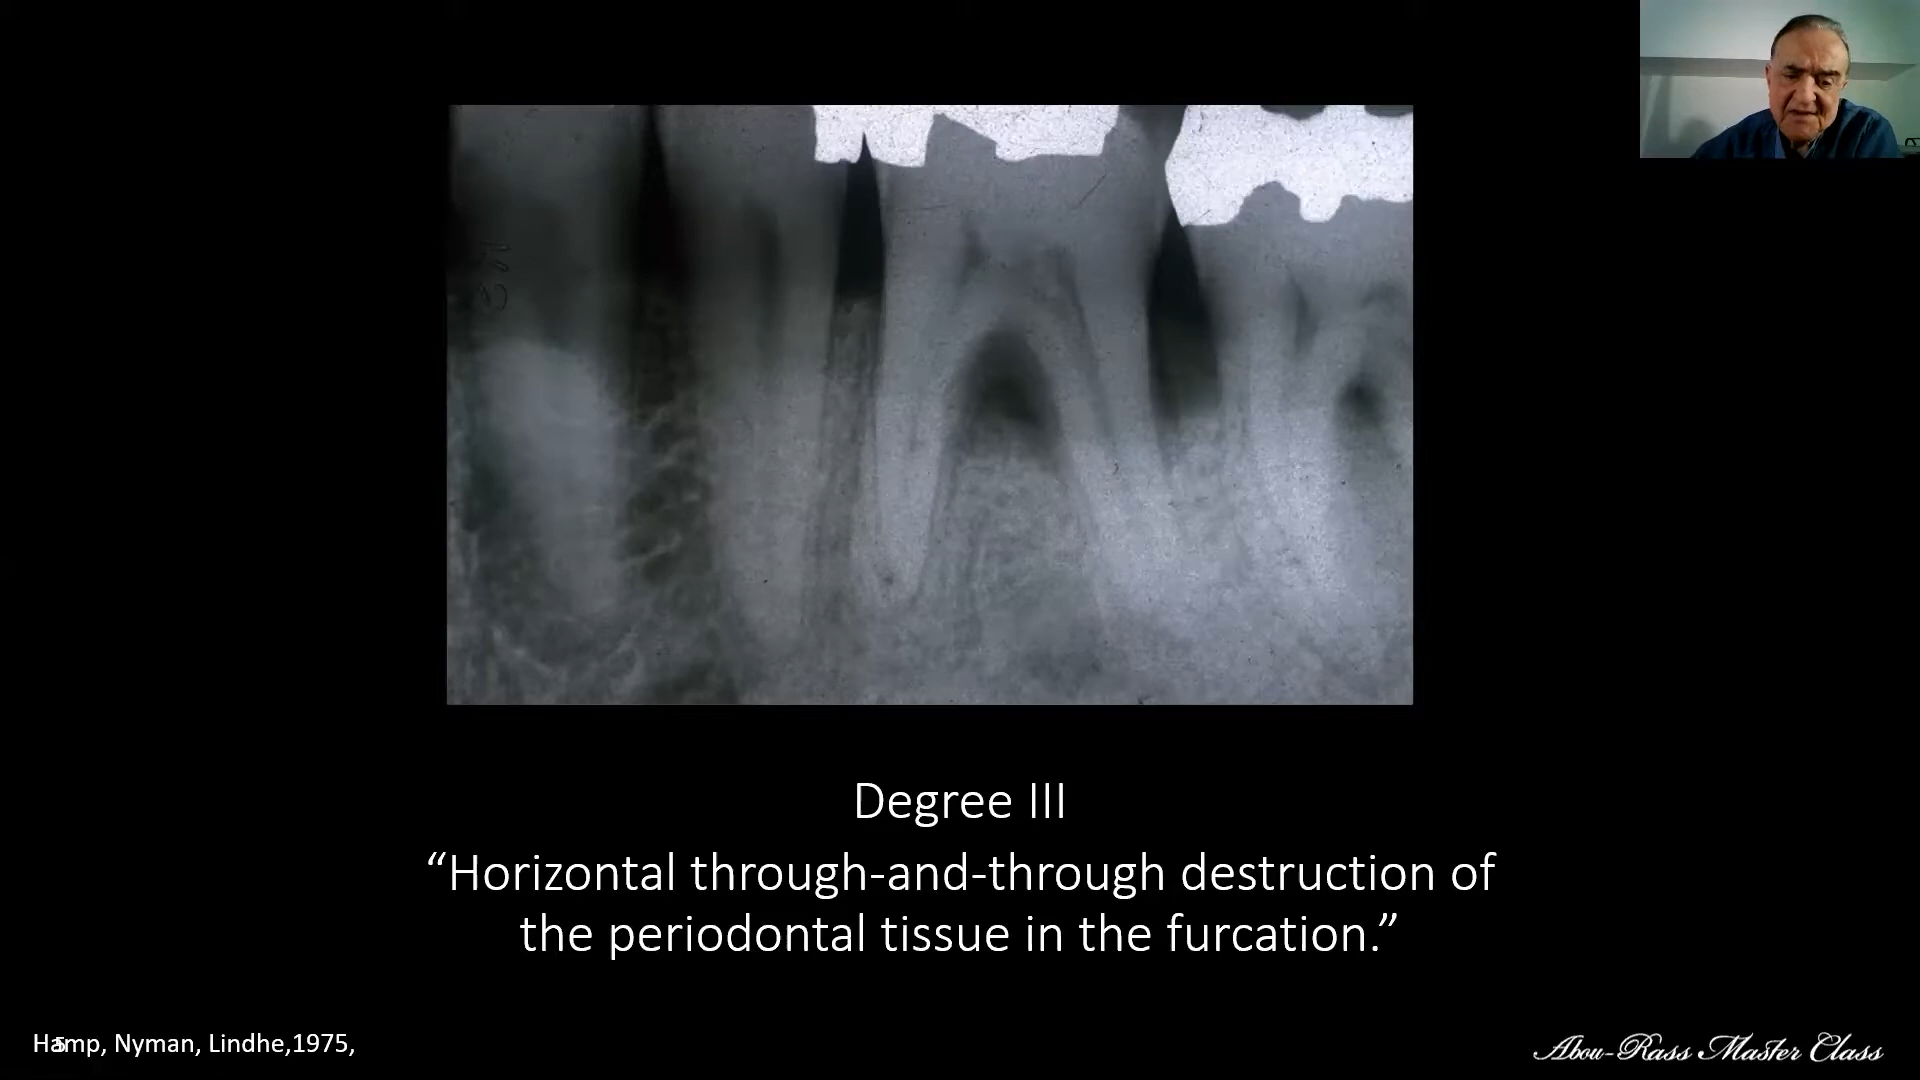 Degree III
“Horizontal through-and-through destruction of
the periodontal tissue in the furcation.”
Hamp, Nyman, Lindhe,1975,
5
Abou-Rass Master Class